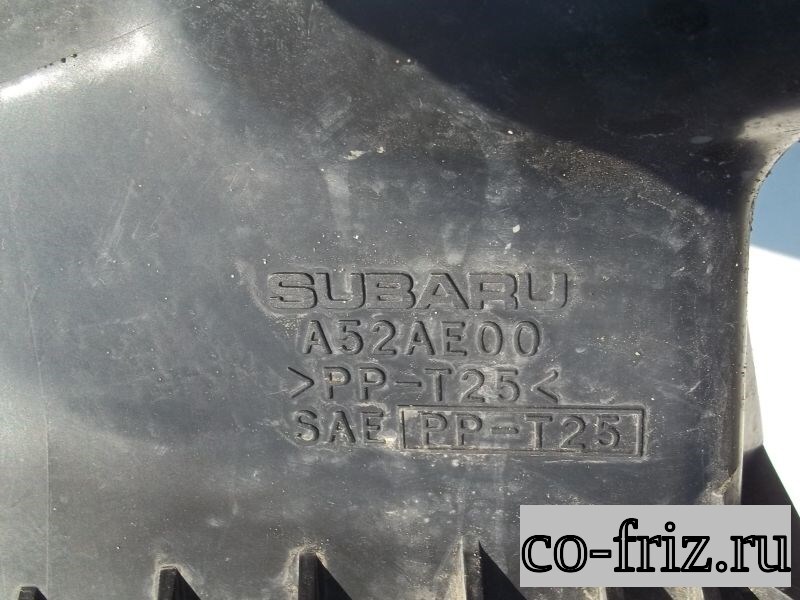 SUBARU
A52AE00
>PP-T25<
SAE PP-T25
co-friz.ru